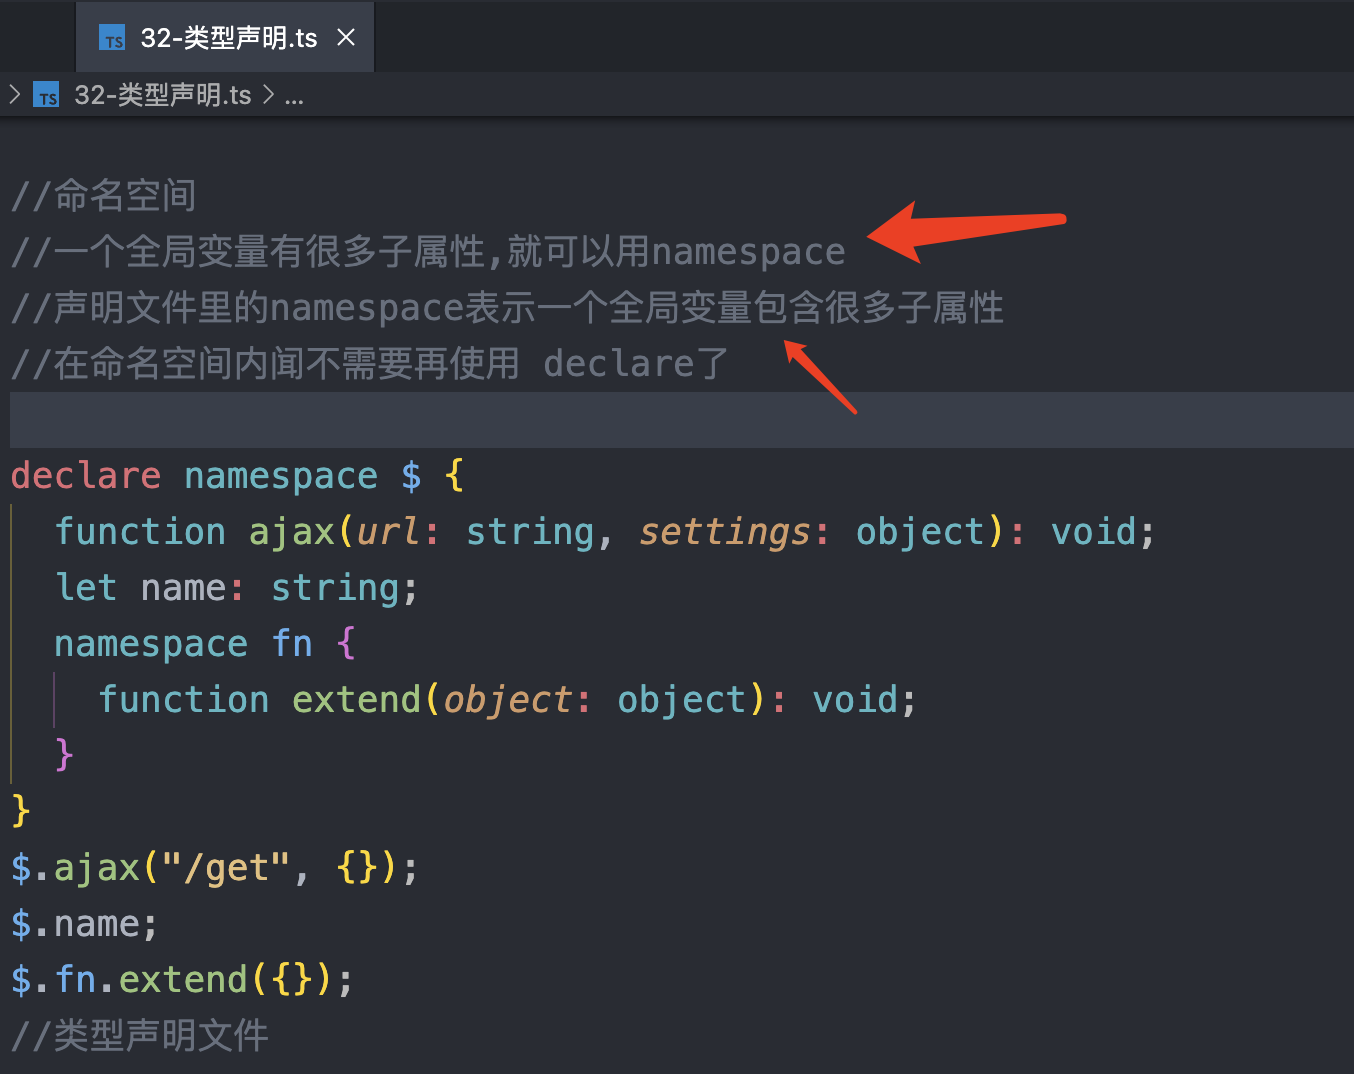 TS 32-类型声明.ts ×
> TS 32-类型声明.ts > ...
//命名空间
//一个全局变量有很多子属性,就可以用namespace
//声明文件里的namespace表示一个全局变量包含很多子属性
//在命名空间内闻不需要再使用 declare了
declare namespace $ {
  function ajax(url: string, settings: object): void;
  let name: string;
  namespace fn {
    function extend(object: object): void;
  }
}
$.ajax("/get", {});
$.name;
$.fn.extend({});
//类型声明文件